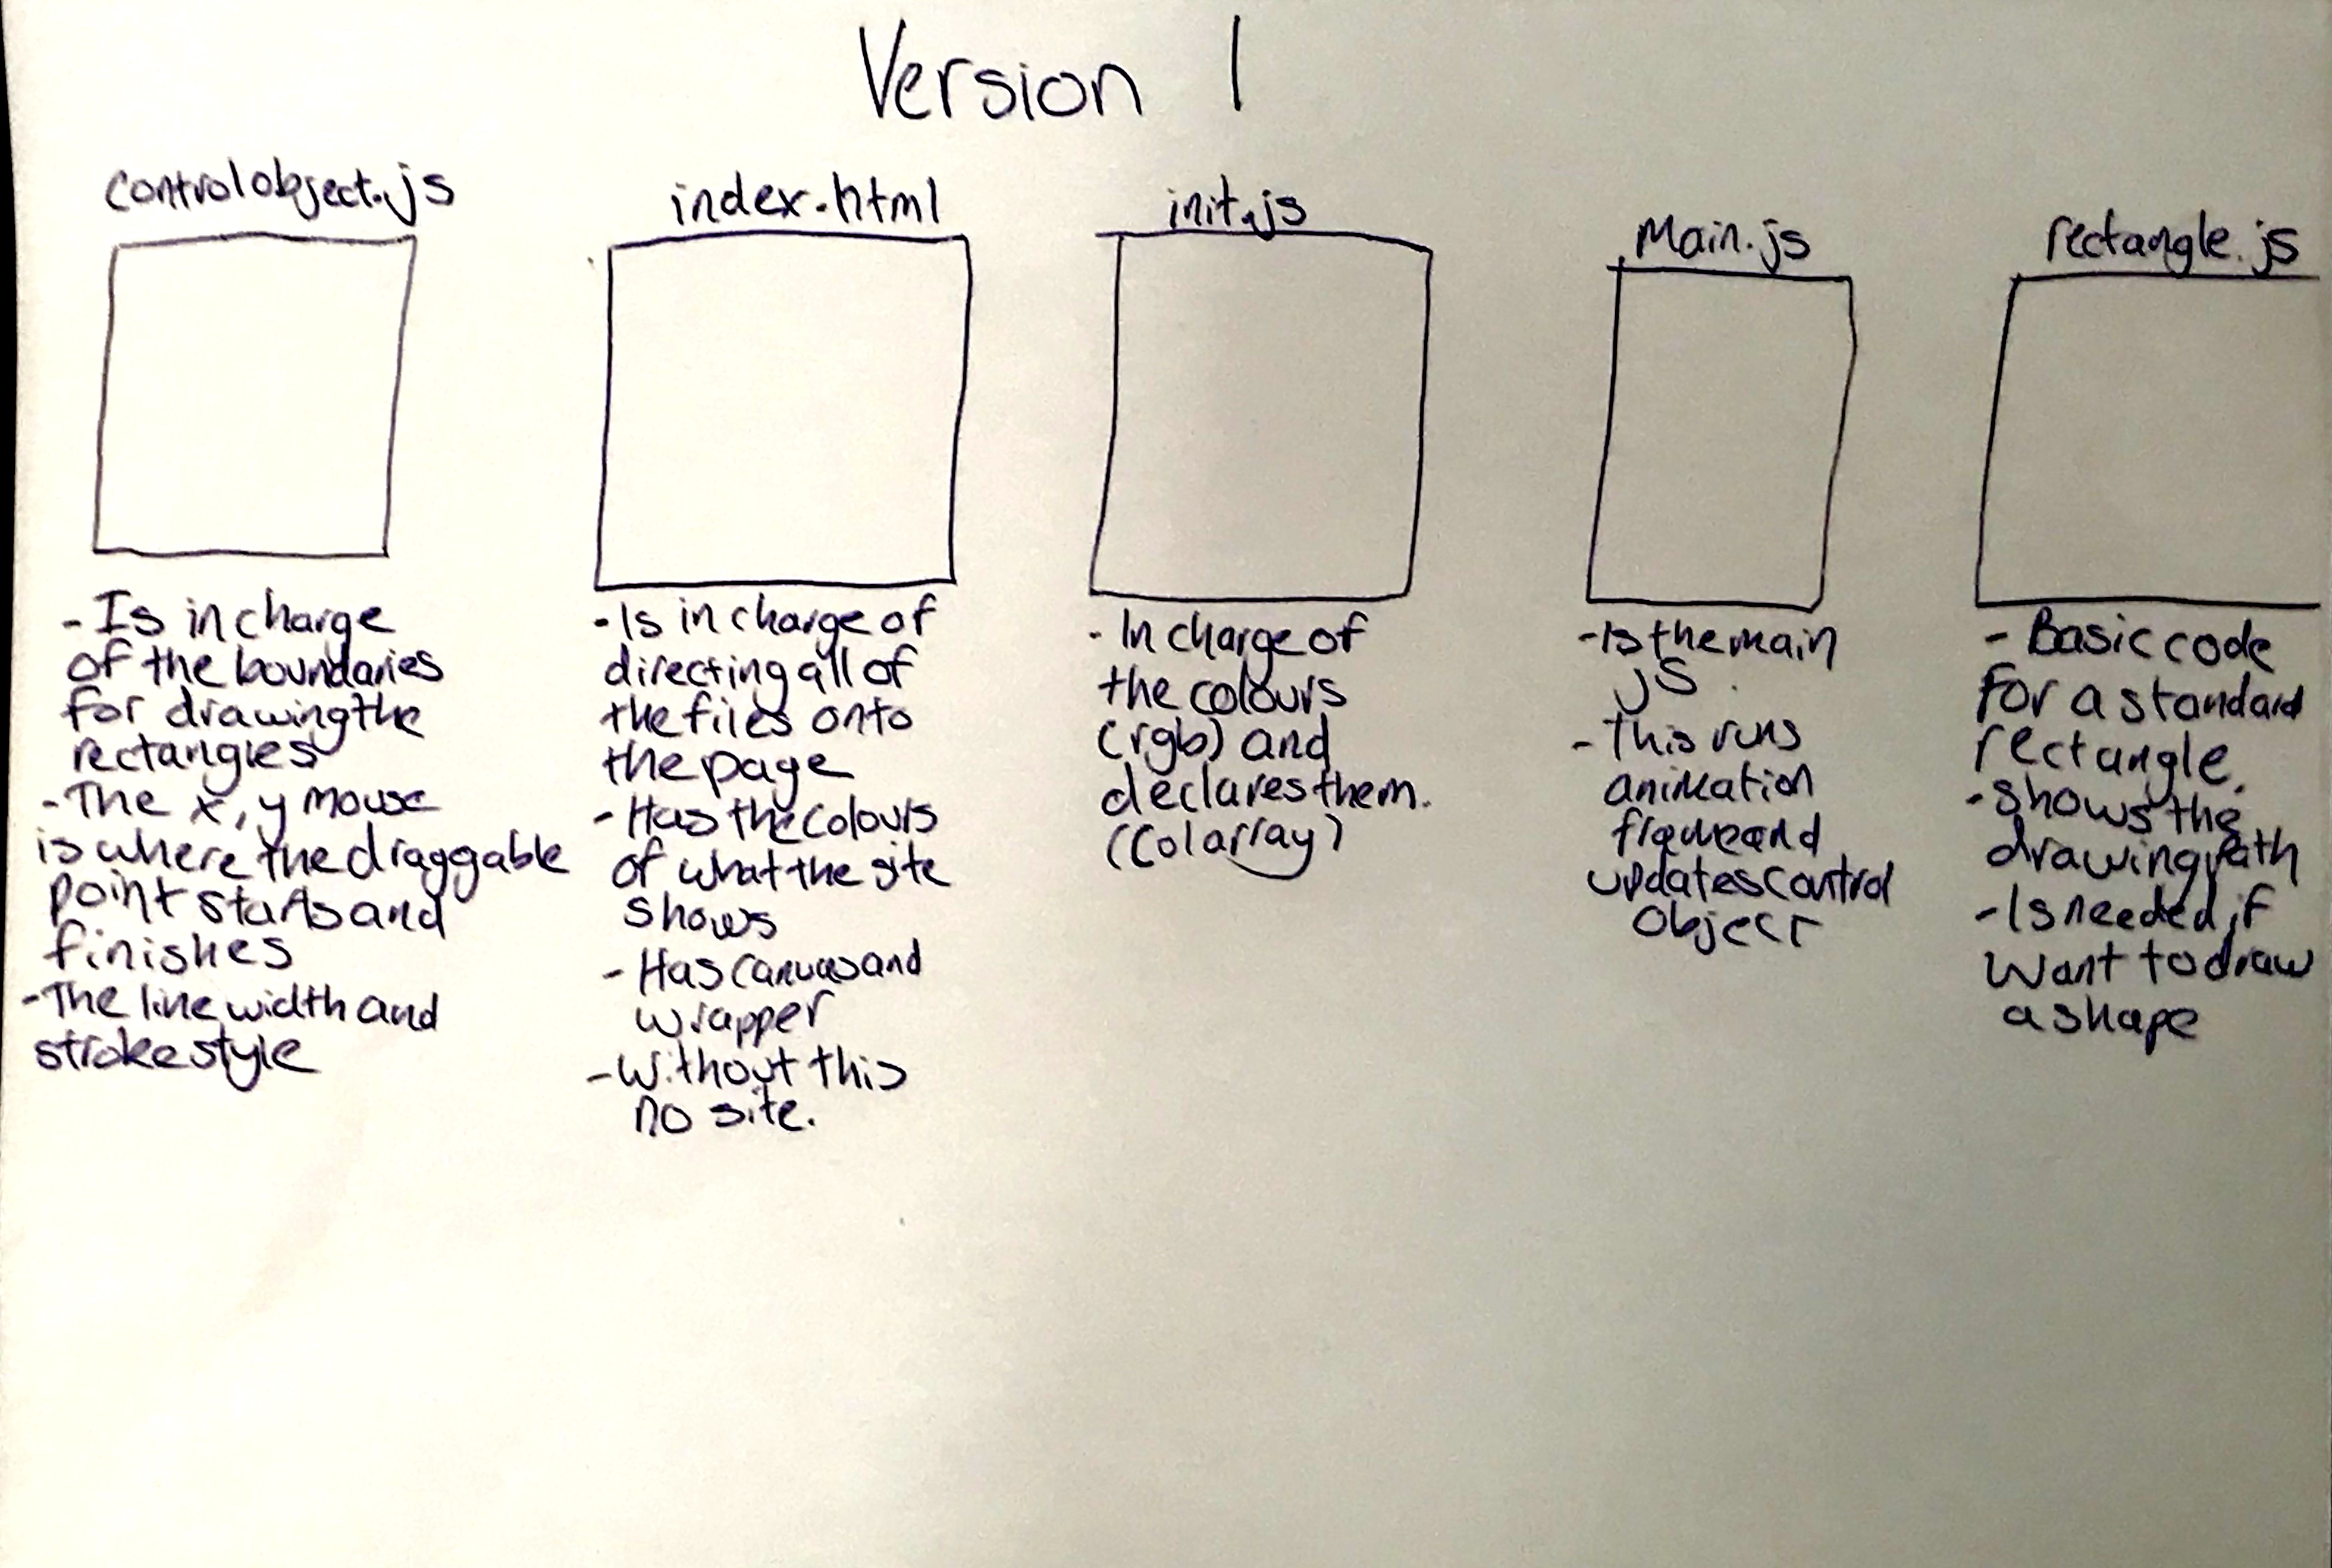 Version 1
controlobject.js
- Is in charge
of the boundaries
for drawing the
rectangles
- The x, y mouse
is where the draggable
point starts and
finishes
- The line width and
stroke style
index.html
- Is in charge of
directing all of
the files onto
the page
- Has the colours
of what the site
shows
- Has canvas and
wrapper
- Without this
no site.
init.js
- In charge of
the colours
(rgb) and
declares them.
(Colarray)
Main.js
- Is the main
js.
- This runs
animation
frame and
updates control
object
rectangle.js
- Basic code
for a standard
rectangle.
- shows the
drawing path
- Is needed if
want to draw
a shape